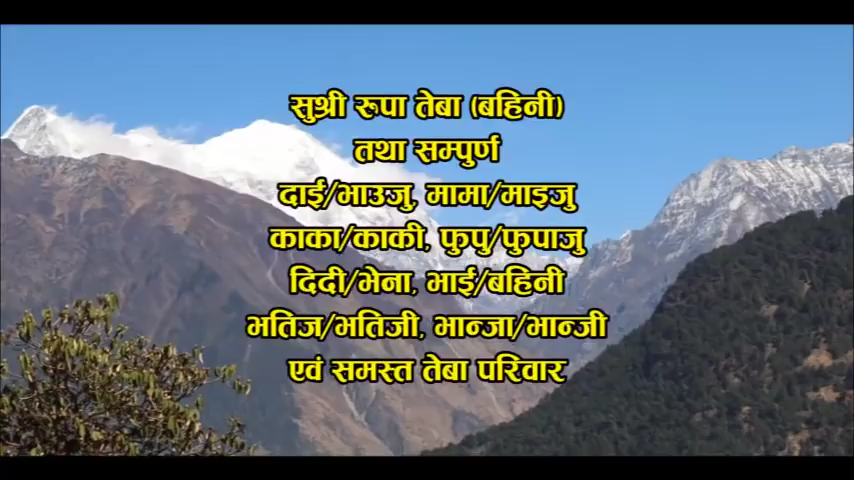 सुश्री रूपा तेबा (बहिनी)
तथा सम्पुर्ण
दाई/भाउजु, मामा/माइजु
काका/काकी, फुपु/फुपाजु
दिदी/भेना, भाई/बहिनी
भतिज/भतिजी, भान्जा/भान्जी
एवं समस्त तेबा परिवार